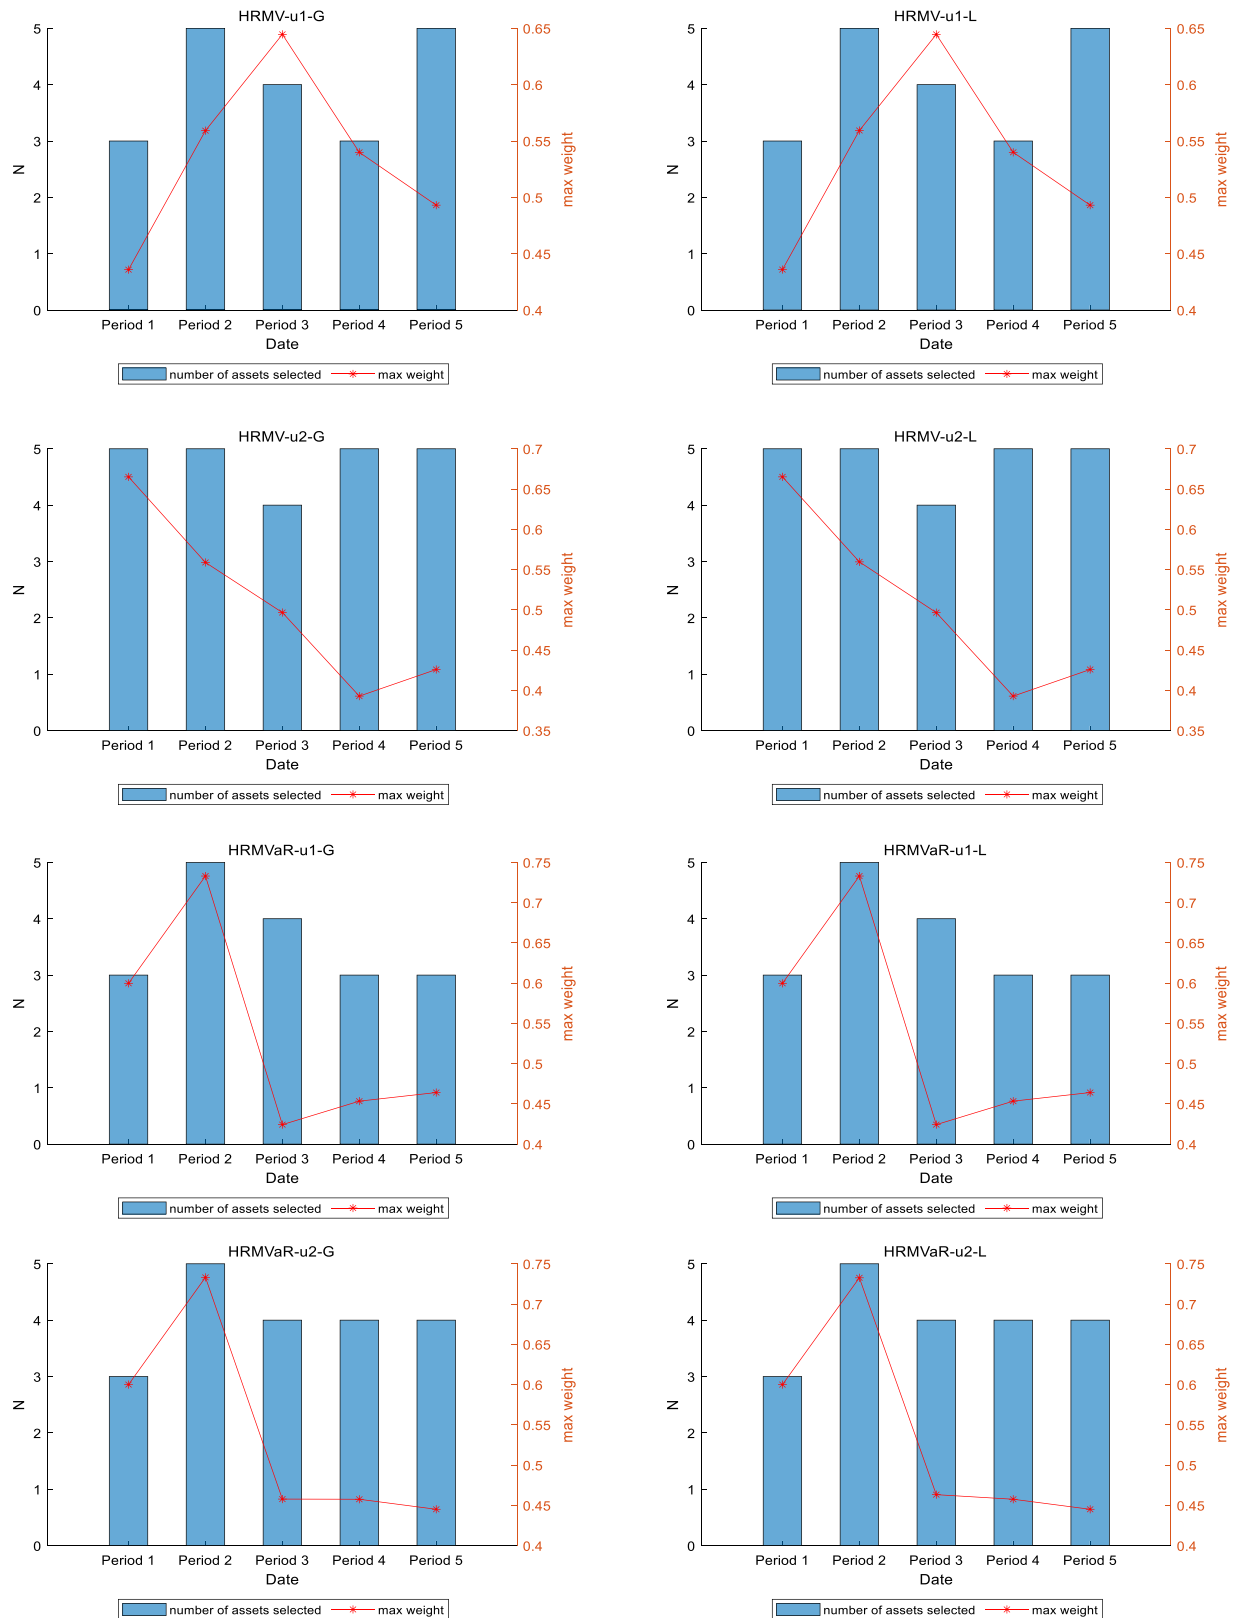 HRMV-u1-G
5
4
3
2
1
0
N
0.65
0.6
0.55
0.5
0.45
0.4
max weight
Period 1 Period 2 Period 3 Period 4 Period 5
Date
number of assets selected max weight
HRMV-u1-L
5
4
3
2
1
0
N
0.65
0.6
0.55
0.5
0.45
0.4
max weight
Period 1 Period 2 Period 3 Period 4 Period 5
Date
number of assets selected max weight
HRMV-u2-G
5
4
3
2
1
0
N
0.7
0.65
0.6
0.55
0.5
0.45
0.4
0.35
max weight
Period 1 Period 2 Period 3 Period 4 Period 5
Date
number of assets selected max weight
HRMV-u2-L
5
4
3
2
1
0
N
0.7
0.65
0.6
0.55
0.5
0.45
0.4
0.35
max weight
Period 1 Period 2 Period 3 Period 4 Period 5
Date
number of assets selected max weight
HRMVaR-u1-G
5
4
3
2
1
0
N
0.75
0.7
0.65
0.6
0.55
0.5
0.45
0.4
max weight
Period 1 Period 2 Period 3 Period 4 Period 5
Date
number of assets selected max weight
HRMVaR-u1-L
5
4
3
2
1
0
N
0.75
0.7
0.65
0.6
0.55
0.5
0.45
0.4
max weight
Period 1 Period 2 Period 3 Period 4 Period 5
Date
number of assets selected max weight
HRMVaR-u2-G
5
4
3
2
1
0
N
0.75
0.7
0.65
0.6
0.55
0.5
0.45
0.4
max weight
Period 1 Period 2 Period 3 Period 4 Period 5
Date
number of assets selected max weight
HRMVaR-u2-L
5
4
3
2
1
0
N
0.75
0.7
0.65
0.6
0.55
0.5
0.45
0.4
max weight
Period 1 Period 2 Period 3 Period 4 Period 5
Date
number of assets selected max weight